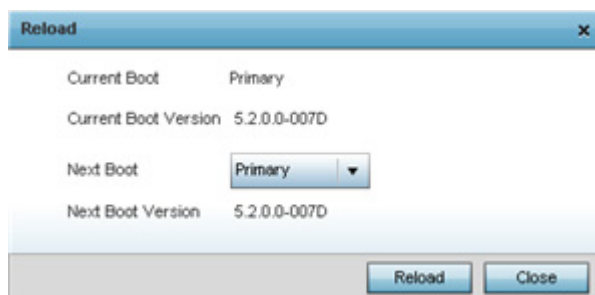 Reload
Current Boot Primary
Current Boot Version 5.2.0.0-007D
Next Boot Primary
Next Boot Version 5.2.0.0-007D
Reload Close